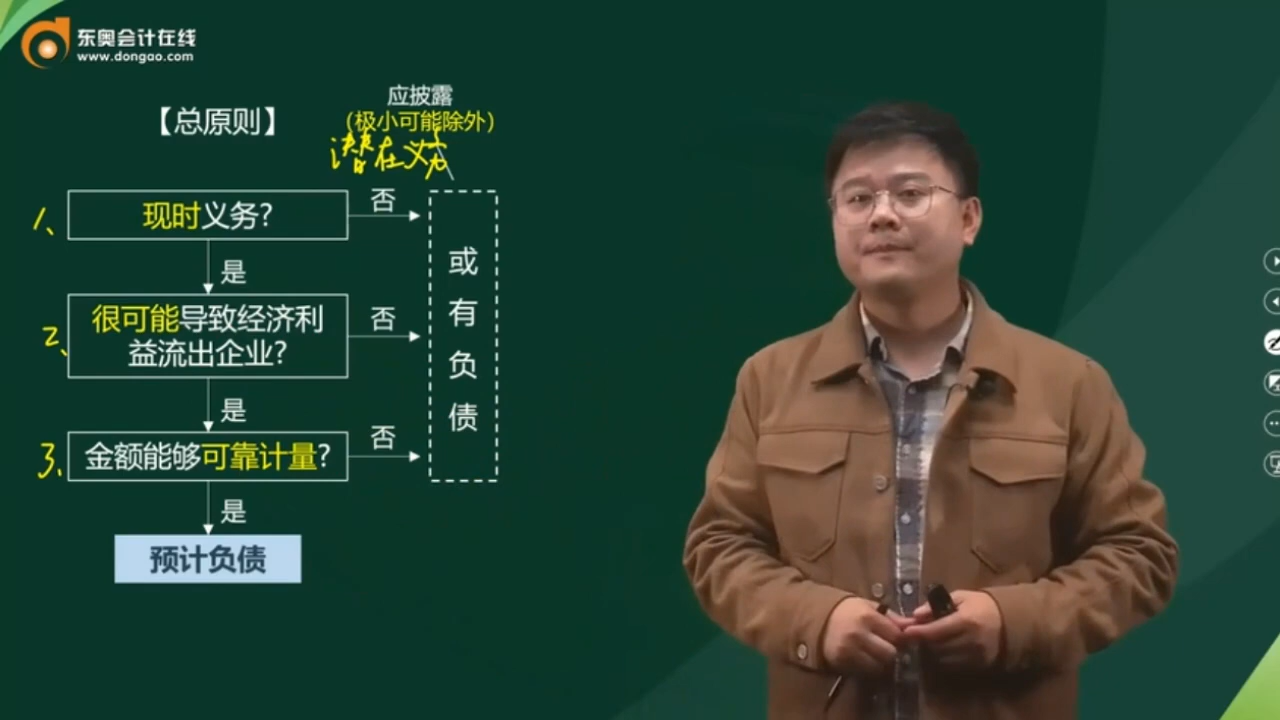 东奥会计在线
www.dongao.com
【总原则】
应披露
（极小可能除外）
潜在义务
1、
现时义务?
否
是
2、
很可能导致经济利
益流出企业?
否
是
3、
金额能够可靠计量?
否
是
预计负债
或
有
负
债